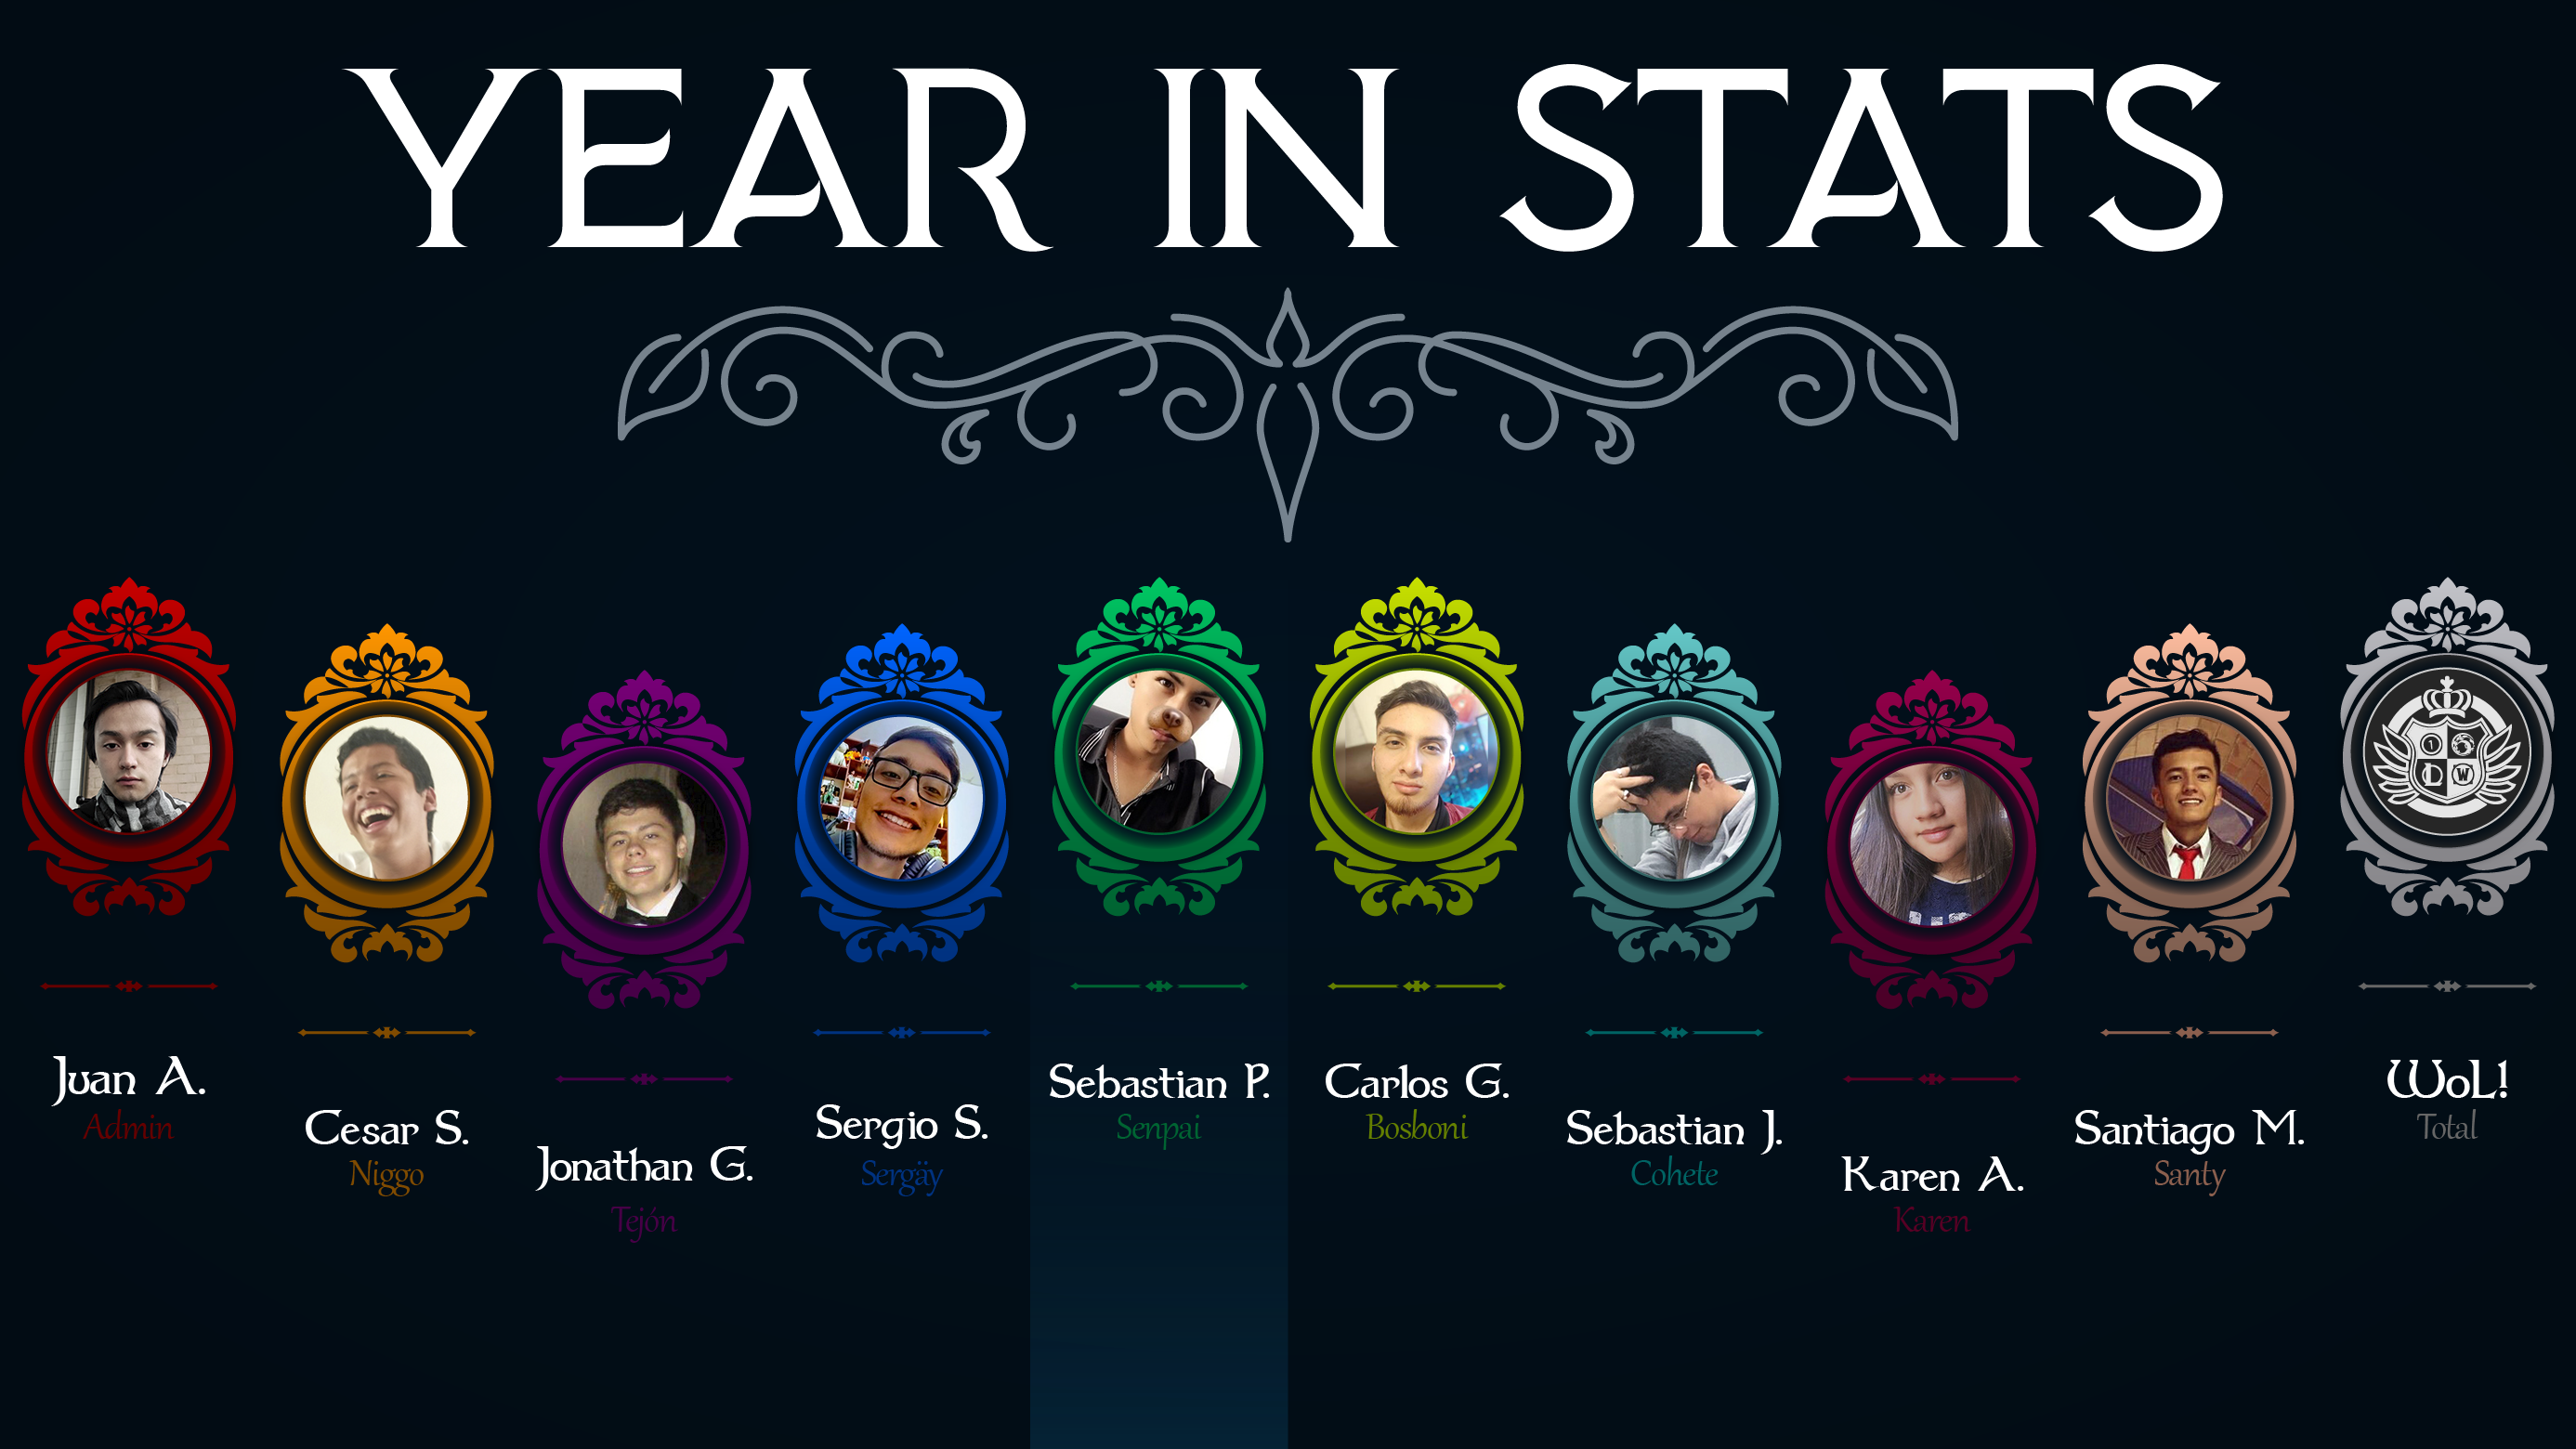 YEAR IN STATS
Juan A.
Admin
Cesar S.
Niggo
Jonathan G.
Tejón
Sergio S.
Sergäy
Sebastian P.
Senpai
Carlos G.
Bosboni
Sebastian J.
Cohete
Karen A.
Karen
Santiago M.
Santy
1
L W
WoL!
Total